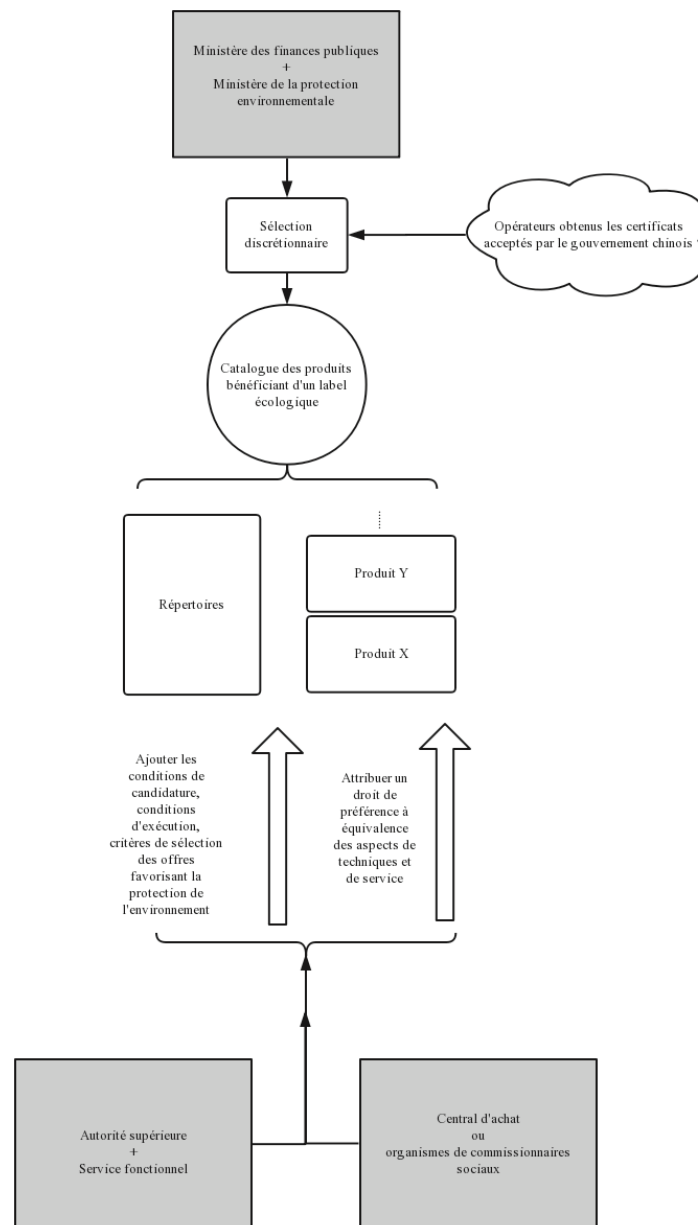 Ministère des finances publiques
+
Ministère de la protection
environnementale
Sélection
discrétionnaire
Opérateurs obtenus les certificats
acceptés par le gouvernement chinois
Catalogue des produits
bénéficiant d'un label
écologique
Répertoires
Produit Y
Produit X
Ajouter les
conditions de
candidature,
conditions
d'exécution,
critères de sélection
des offres
favorisant la
protection de
l'environnement
Attribuer un
droit de
préférence à
équivalence
des aspects de
techniques et
de service
Autorité supérieure
+
Service fonctionnel
Central d'achat
ou
organismes de commissionnaires
sociaux